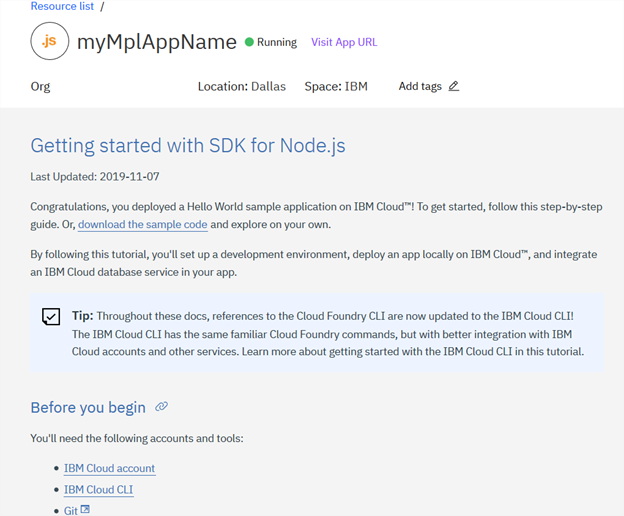 Resource list /
.js
myMplAppName Running Visit App URL
Org Location: Dallas Space: IBM Add tags
Getting started with SDK for Node.js
Last Updated: 2019-11-07
Congratulations, you deployed a Hello World sample application on IBM Cloud™! To get started, follow this step-by-step
guide. Or, download the sample code and explore on your own.
By following this tutorial, you'll set up a development environment, deploy an app locally on IBM Cloud™, and integrate
an IBM Cloud database service in your app.
Tip: Throughout these docs, references to the Cloud Foundry CLI are now updated to the IBM Cloud CLI!
The IBM Cloud CLI has the same familiar Cloud Foundry commands, but with better integration with IBM
Cloud accounts and other services. Learn more about getting started with the IBM Cloud CLI in this tutorial.
Before you begin
You'll need the following accounts and tools:
• IBM Cloud account
• IBM Cloud CLI
• Git